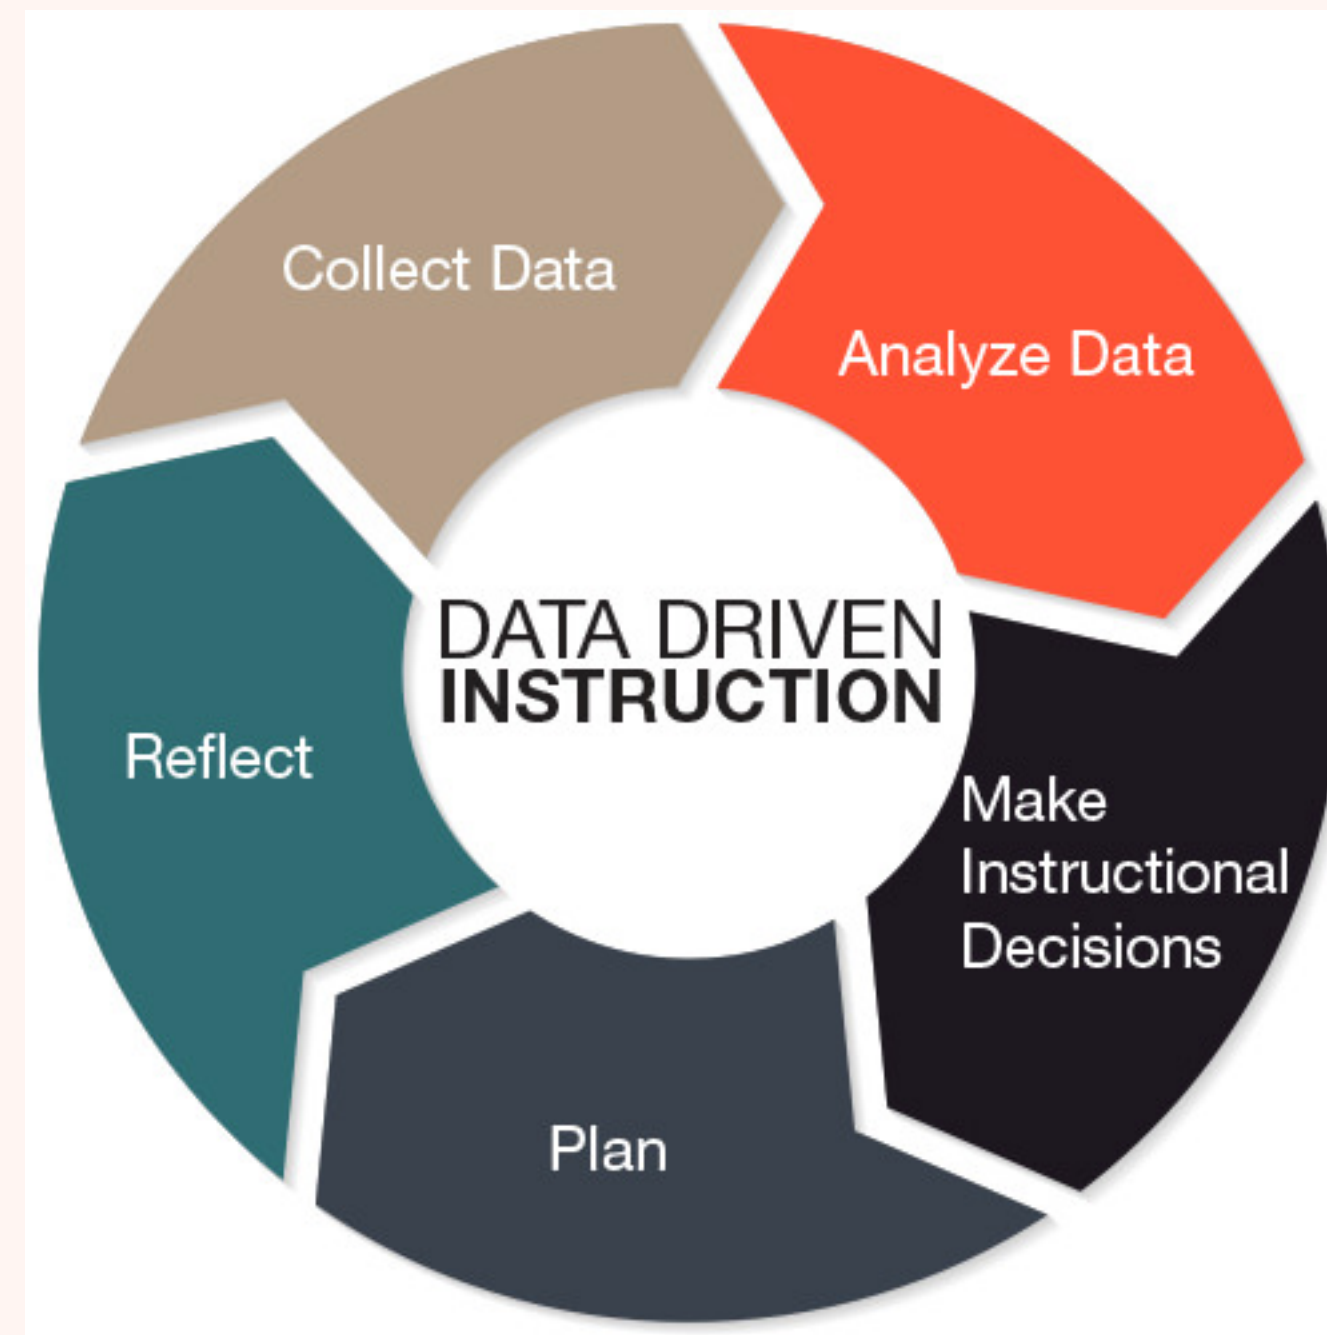 Collect Data
Analyze Data
DATA DRIVEN
INSTRUCTION
Make
Instructional
Decisions
Plan
Reflect